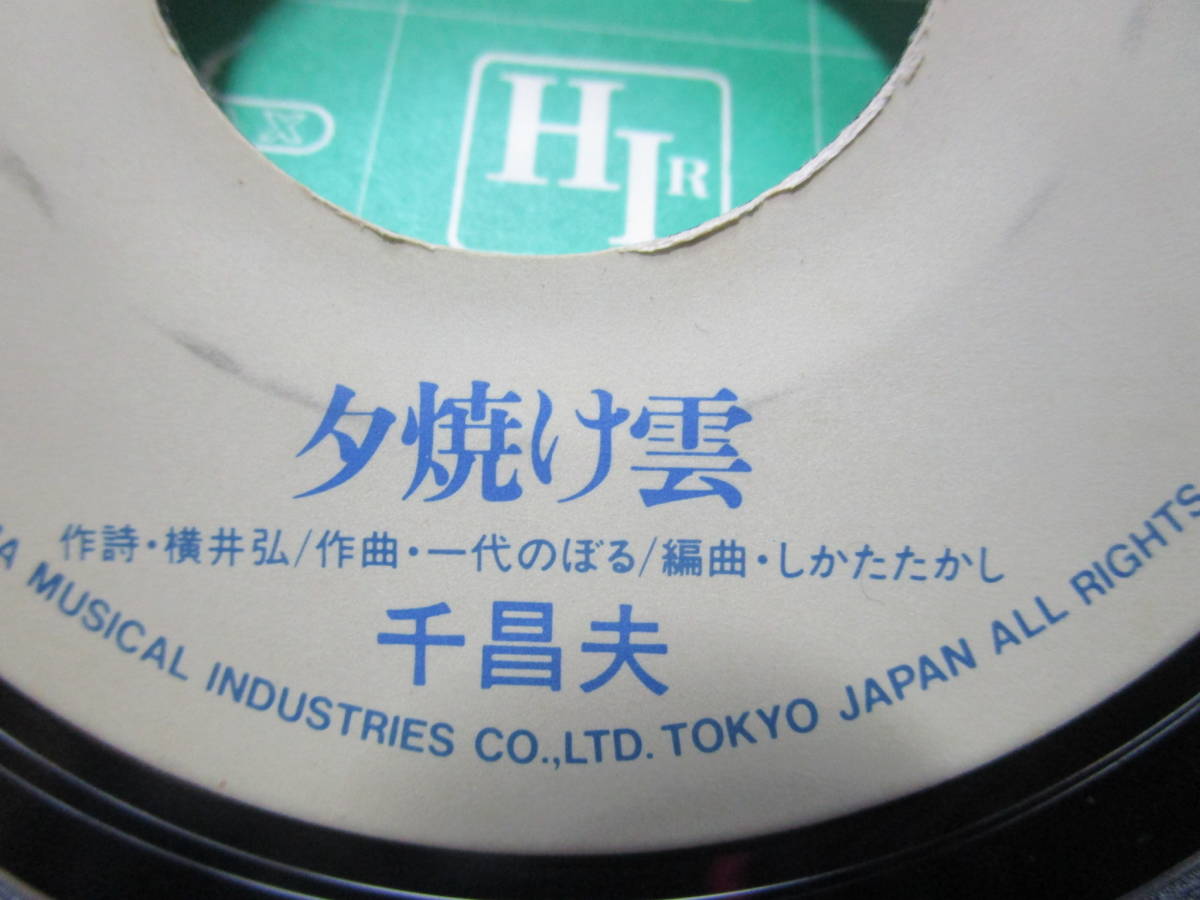 HI R
夕焼け雲
作詩・横井弘/作曲・一代のぼる/編曲・しかたたかし
千昌夫
MUSICAL INDUSTRIES CO.,LTD. TOKYO JAPAN ALL RIGHTS